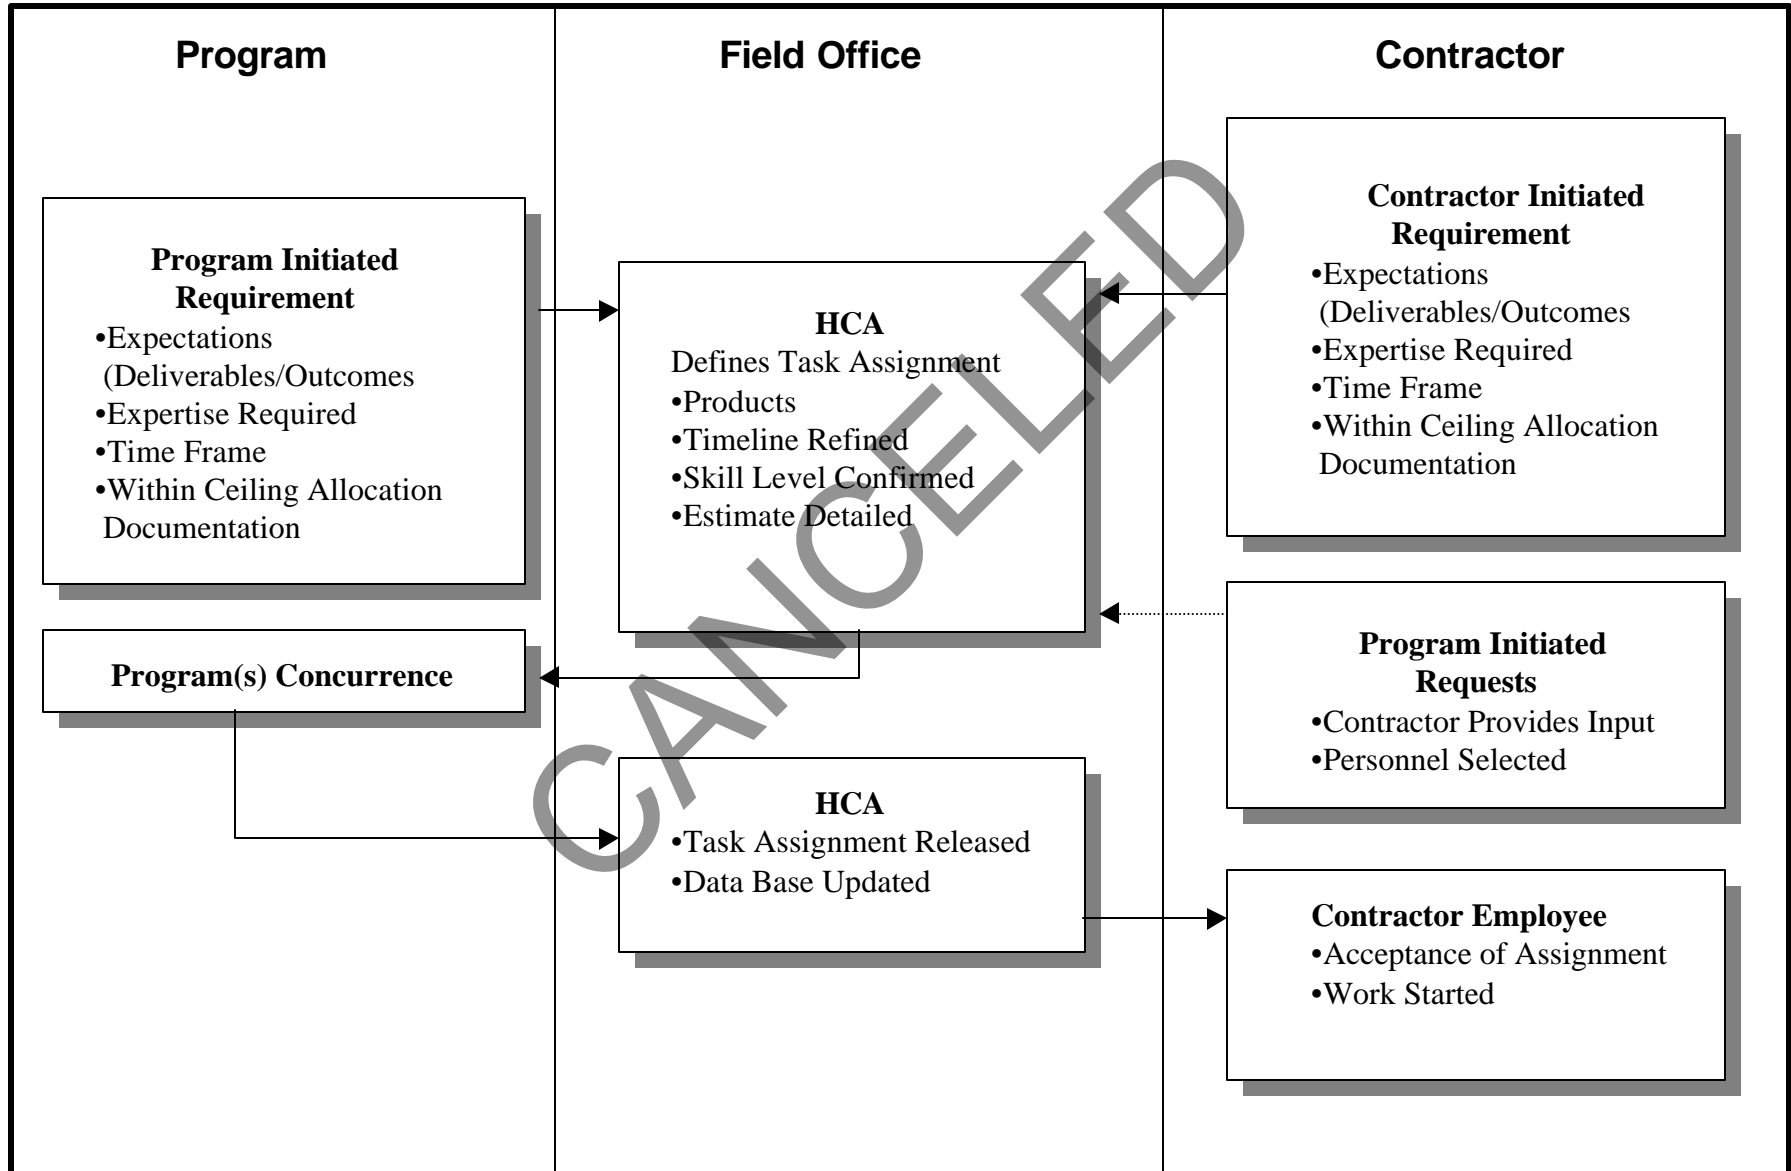 Program
Field Office
Contractor
Program Initiated
Requirement
•Expectations
(Deliverables/Outcomes
•Expertise Required
•Time Frame
•Within Ceiling Allocation
Documentation
Program(s) Concurrence
HCA
Defines Task Assignment
•Products
•Timeline Refined
•Skill Level Confirmed
•Estimate Detailed
HCA
•Task Assignment Released
•Data Base Updated
Contractor Initiated
Requirement
•Expectations
(Deliverables/Outcomes
•Expertise Required
•Time Frame
•Within Ceiling Allocation
Documentation
Program Initiated
Requests
•Contractor Provides Input
•Personnel Selected
Contractor Employee
•Acceptance of Assignment
•Work Started
CANCELED